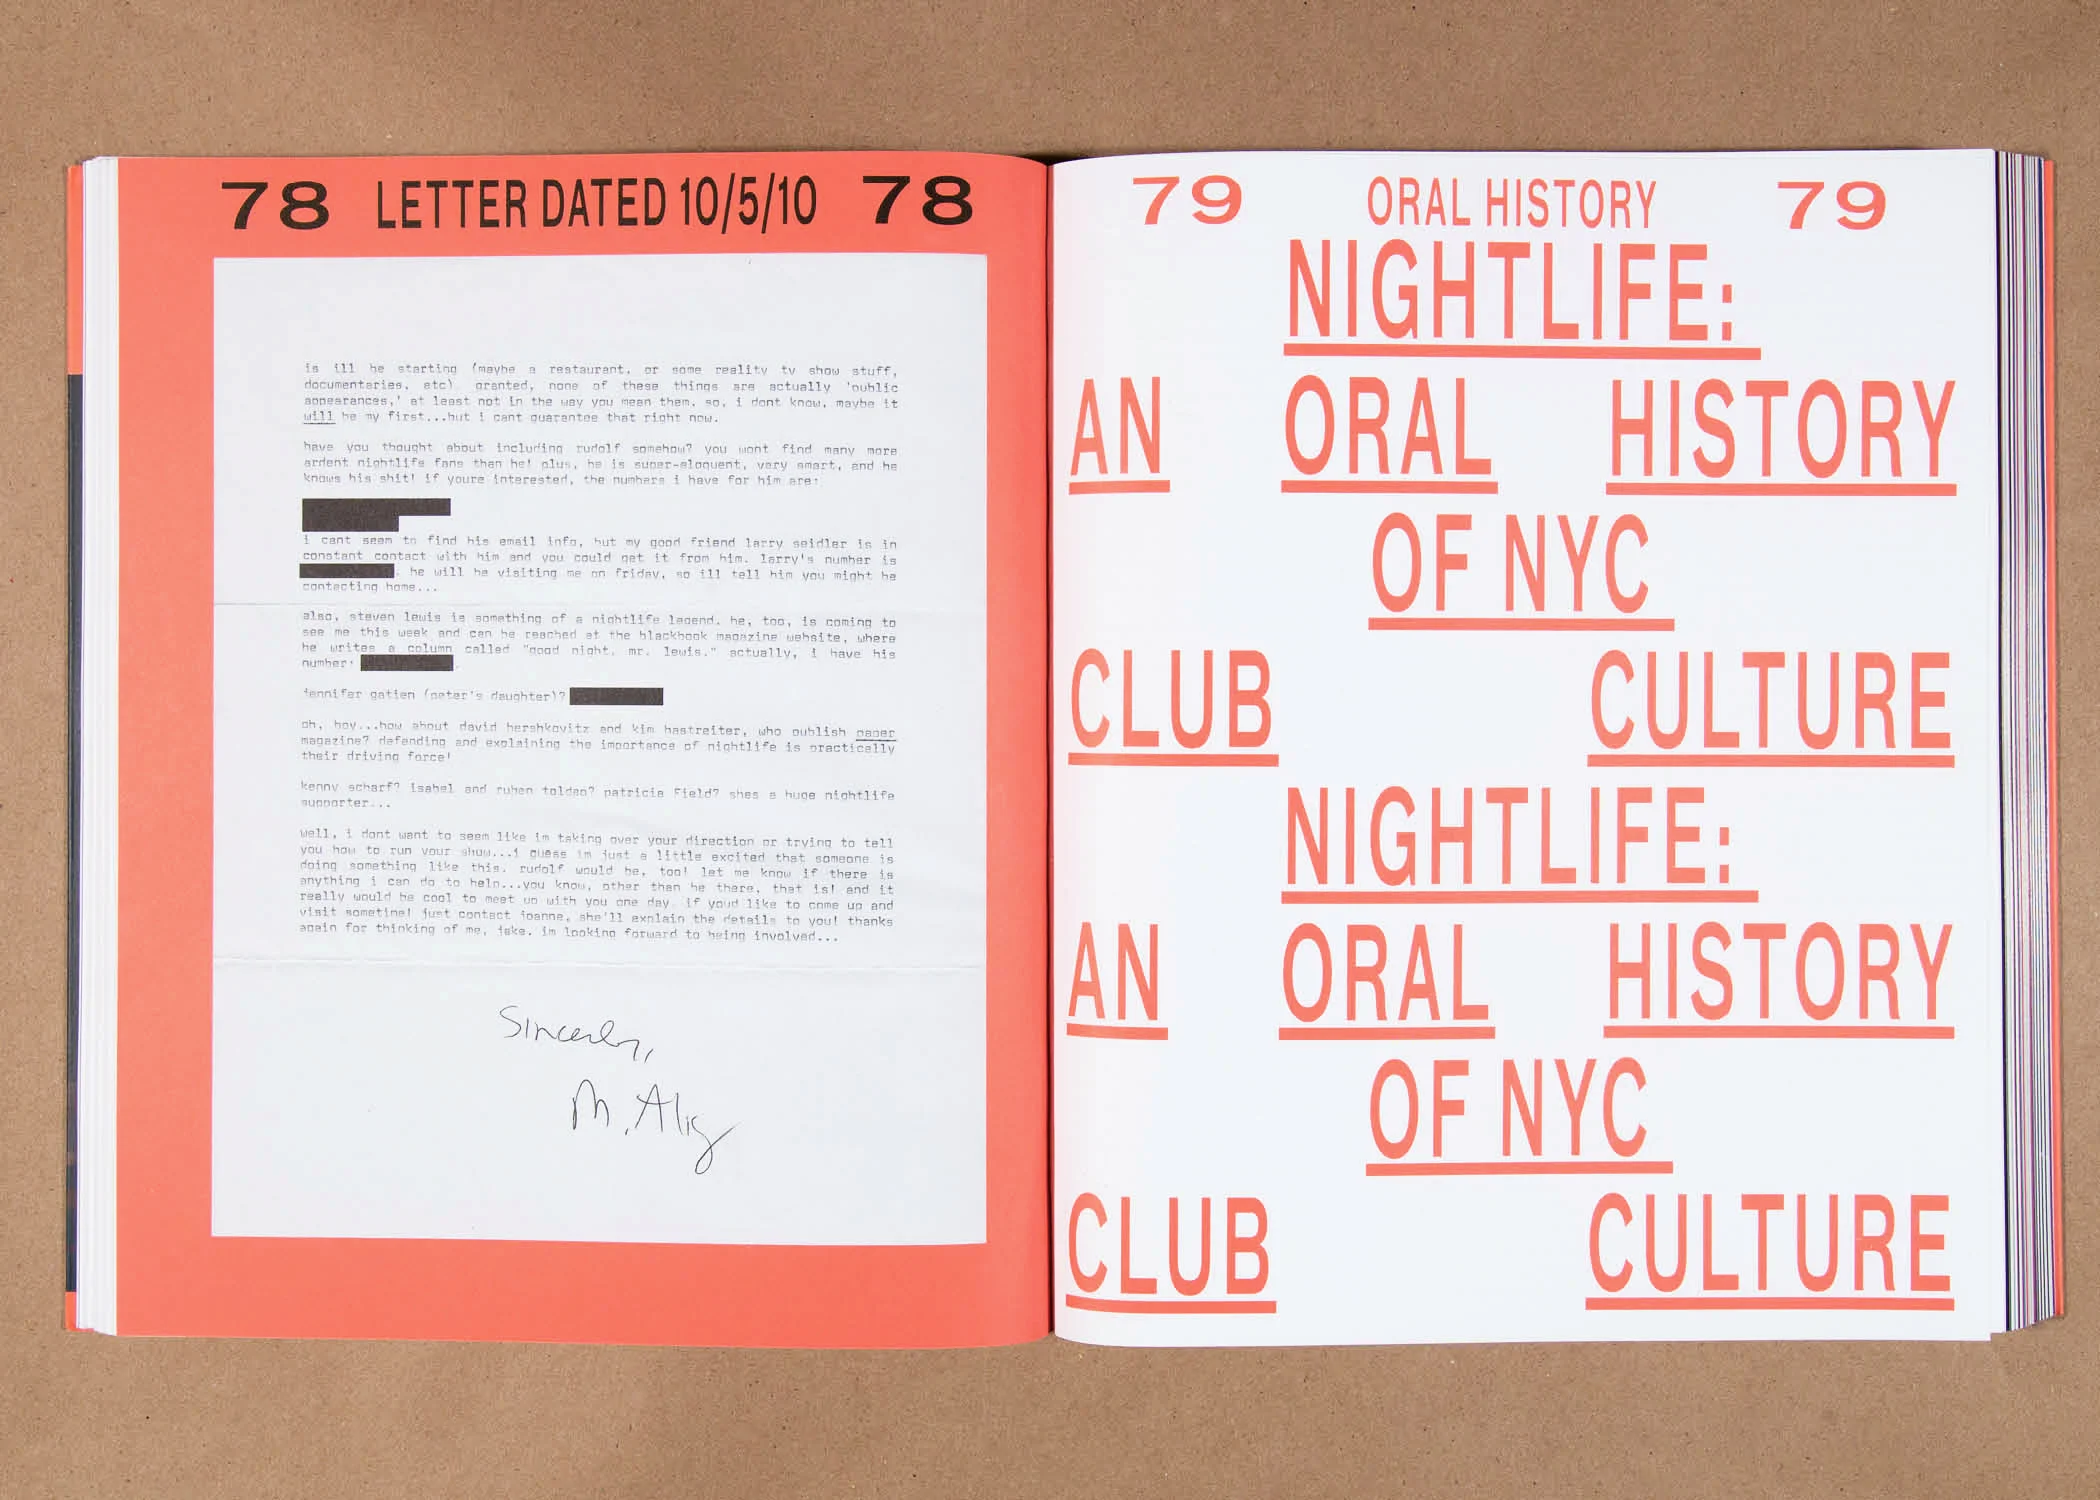 78 LETTER DATED 10/5/10 78
is ill be starting (maybe a restaurant, or some reality tv show stuff,
documentaries, etc). granted, none of these things are actually 'public
appearances,' at least not in the way you mean them. so, i dont know, maybe it
will be my first...but i cant guarantee that right now.
have you thought about including rudolf somehow? you wont find many more
ardent nightlife fans than he! plus, he is super-eloquent, very smart, and he
knows his shit! if youre interested, the numbers i have for him are:
i cant seem to find his email info, but my good friend larry seidler is in
constant contact with him and you could get it from him. larry's number is
. he will be visiting me on friday, so ill tell him you might be
contacting home...
also, steven lewis is something of a nightlife legend. he, too, is coming to
see me this week and can be reached at the blackbook magazine website, where
he writes a column called "good night, mr. lewis." actually, i have his
number: .
jennifer gatien (peter's daughter)?
oh, boy...how about david hershkovitz and kim hastreiter, who publish paper
magazine? defending and explaining the importance of nightlife is practically
their driving force!
kenny scharf? isabel and ruben toldeo? patricia field? shes a huge nightlife
supporter...
well, i dont want to seem like im taking over your direction or trying to tell
you how to run your show...i guess im just a little excited that someone is
doing something like this. rudolf would be, too! let me know if there is
anything i can do to help...you know, other than be there, that is! and it
really would be cool to meet up with you one day. if youd like to come up and
visit sometime! just contact joanne, she'll explain the details to you! thanks
again for thinking of me, jake. im looking forward to being involved...
Sincerly,
M. Alig
79 ORAL HISTORY 79
NIGHTLIFE:
AN ORAL HISTORY
OF NYC
CLUB CULTURE
NIGHTLIFE:
AN ORAL HISTORY
OF NYC
CLUB CULTURE